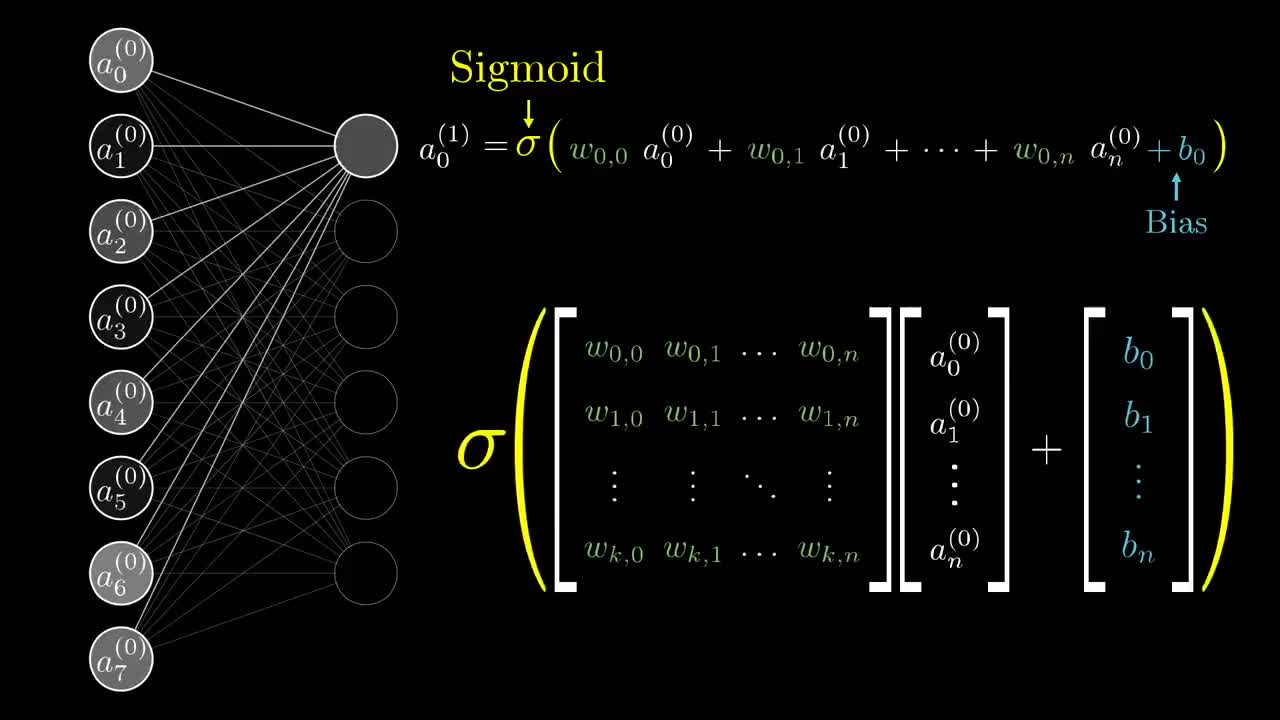 a_0^{(0)}
a_1^{(0)}
a_2^{(0)}
a_3^{(0)}
a_4^{(0)}
a_5^{(0)}
a_6^{(0)}
a_7^{(0)}
Sigmoid
↓
a_0^{(1)} = σ ( w_{0,0} a_0^{(0)} + w_{0,1} a_1^{(0)} + ⋯ + w_{0,n} a_n^{(0)} + b_0 )
↑
Bias
σ ( [ w_{0,0} w_{0,1} … w_{0,n} ] [ a_0^{(0)} ] + [ b_0 ] )
w_{1,0} w_{1,1} … w_{1,n} a_1^{(0)} b_1
⋮ ⋮ ⋱ ⋮ ⋮ ⋮
w_{k,0} w_{k,1} … w_{k,n} a_n^{(0)} b_n